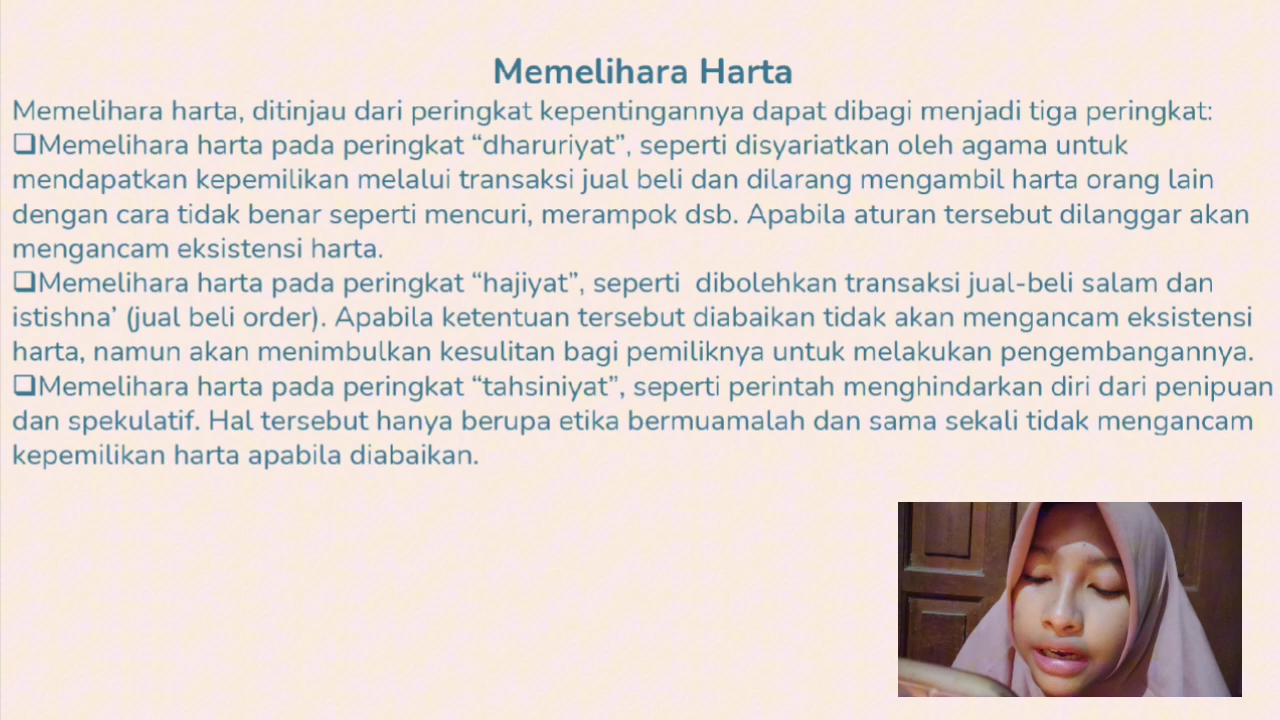 Memelihara Harta
Memelihara harta, ditinjau dari peringkat kepentingannya dapat dibagi menjadi tiga peringkat:
❑Memelihara harta pada peringkat “dharuriyat”, seperti disyariatkan oleh agama untuk
mendapatkan kepemilikan melalui transaksi jual beli dan dilarang mengambil harta orang lain
dengan cara tidak benar seperti mencuri, merampok dsb. Apabila aturan tersebut dilanggar akan
mengancam eksistensi harta.
❑Memelihara harta pada peringkat “hajiyat”, seperti  dibolehkan transaksi jual-beli salam dan
istishna’ (jual beli order). Apabila ketentuan tersebut diabaikan tidak akan mengancam eksistensi
harta, namun akan menimbulkan kesulitan bagi pemiliknya untuk melakukan pengembangannya.
❑Memelihara harta pada peringkat “tahsiniyat”, seperti perintah menghindarkan diri dari penipuan
dan spekulatif. Hal tersebut hanya berupa etika bermuamalah dan sama sekali tidak mengancam
kepemilikan harta apabila diabaikan.